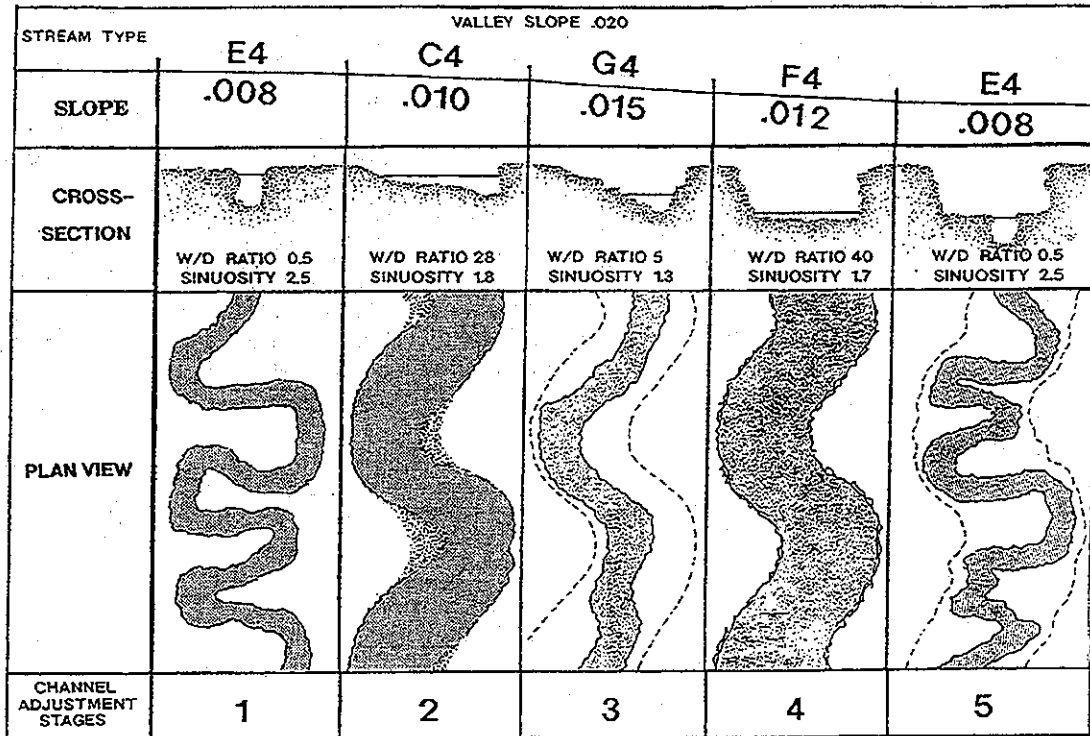 VALLEY SLOPE .020
STREAM TYPE
E4
C4
G4
F4
E4
SLOPE
.008
.010
.015
.012
.008
CROSS-
SECTION
W/D RATIO 0.5
SINUOSITY 2.5
W/D RATIO 28
SINUOSITY 1.8
W/D RATIO 5
SINUOSITY 1.3
W/D RATIO 40
SINUOSITY 1.7
W/D RATIO 0.5
SINUOSITY 2.5
PLAN VIEW
CHANNEL
ADJUSTMENT
STAGES
1
2
3
4
5